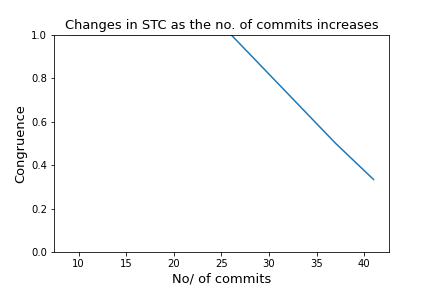 Changes in STC as the no. of commits increases
1.0
0.8
0.6
0.4
0.2
0.0
Congruence
10 15 20 25 30 35 40
No/ of commits